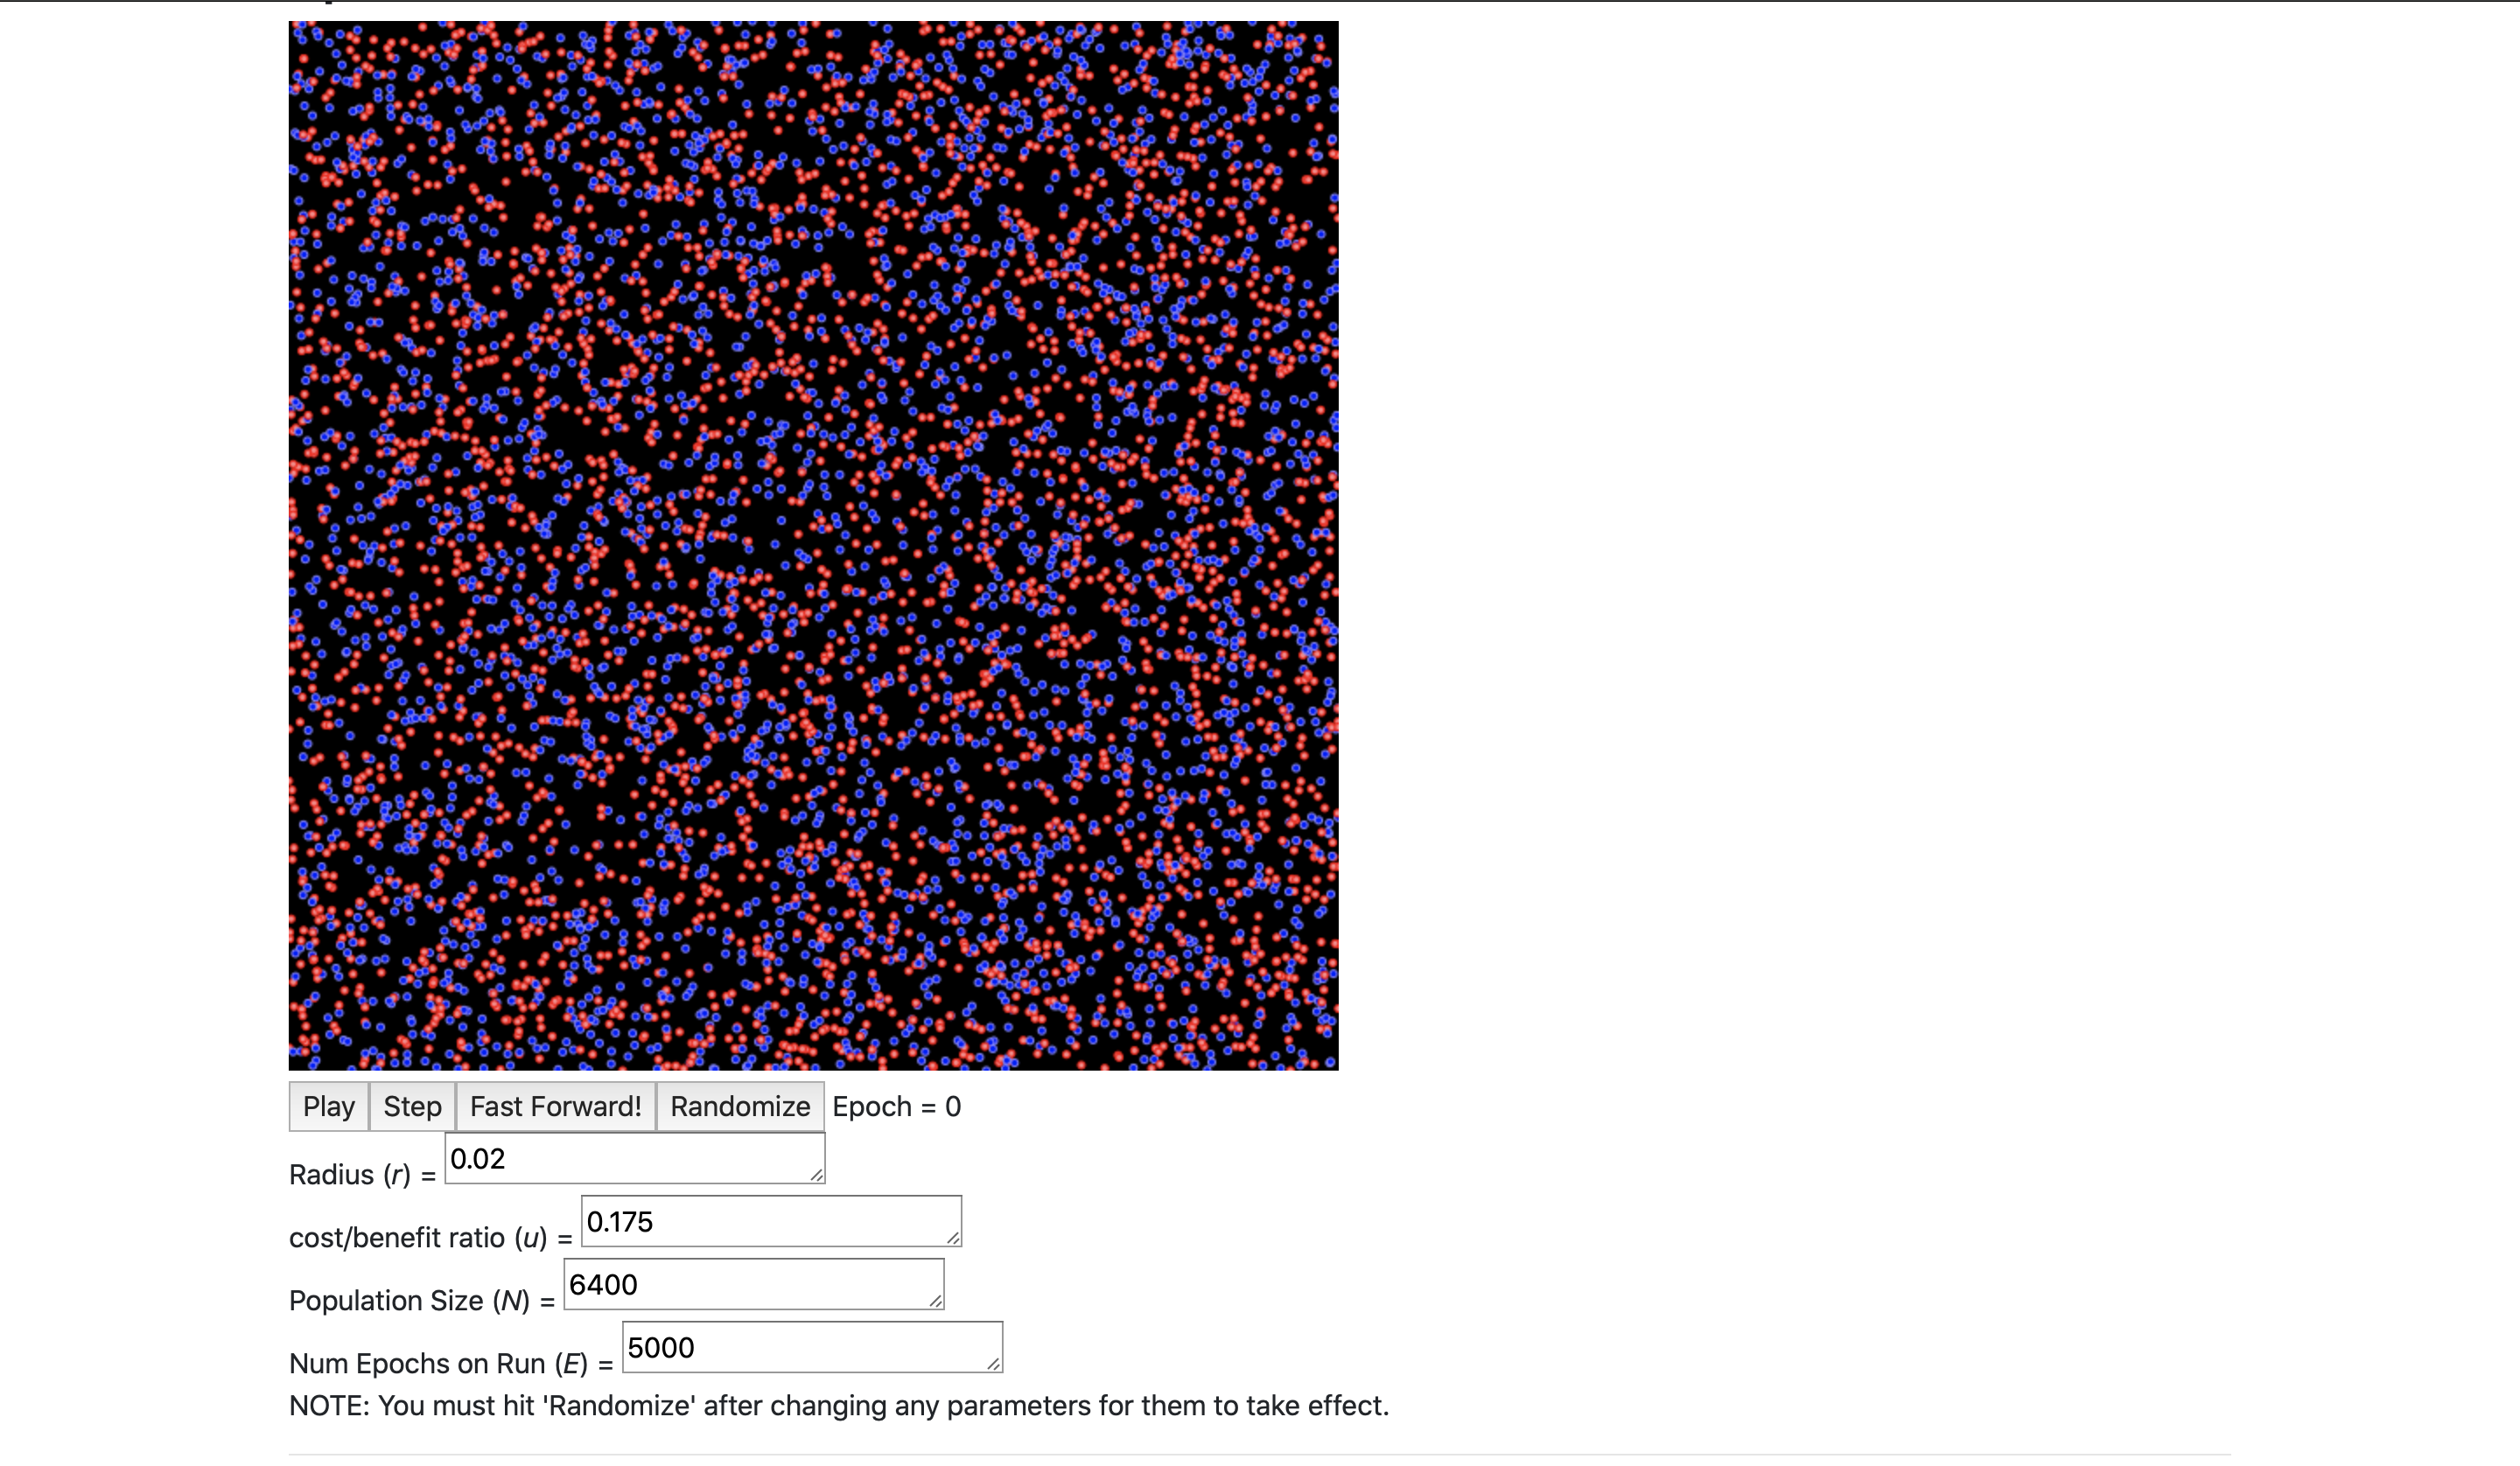 Play Step Fast Forward! Randomize Epoch = 0
Radius (r) = 0.02
cost/benefit ratio (u) = 0.175
Population Size (N) = 6400
Num Epochs on Run (E) = 5000
NOTE: You must hit 'Randomize' after changing any parameters for them to take effect.